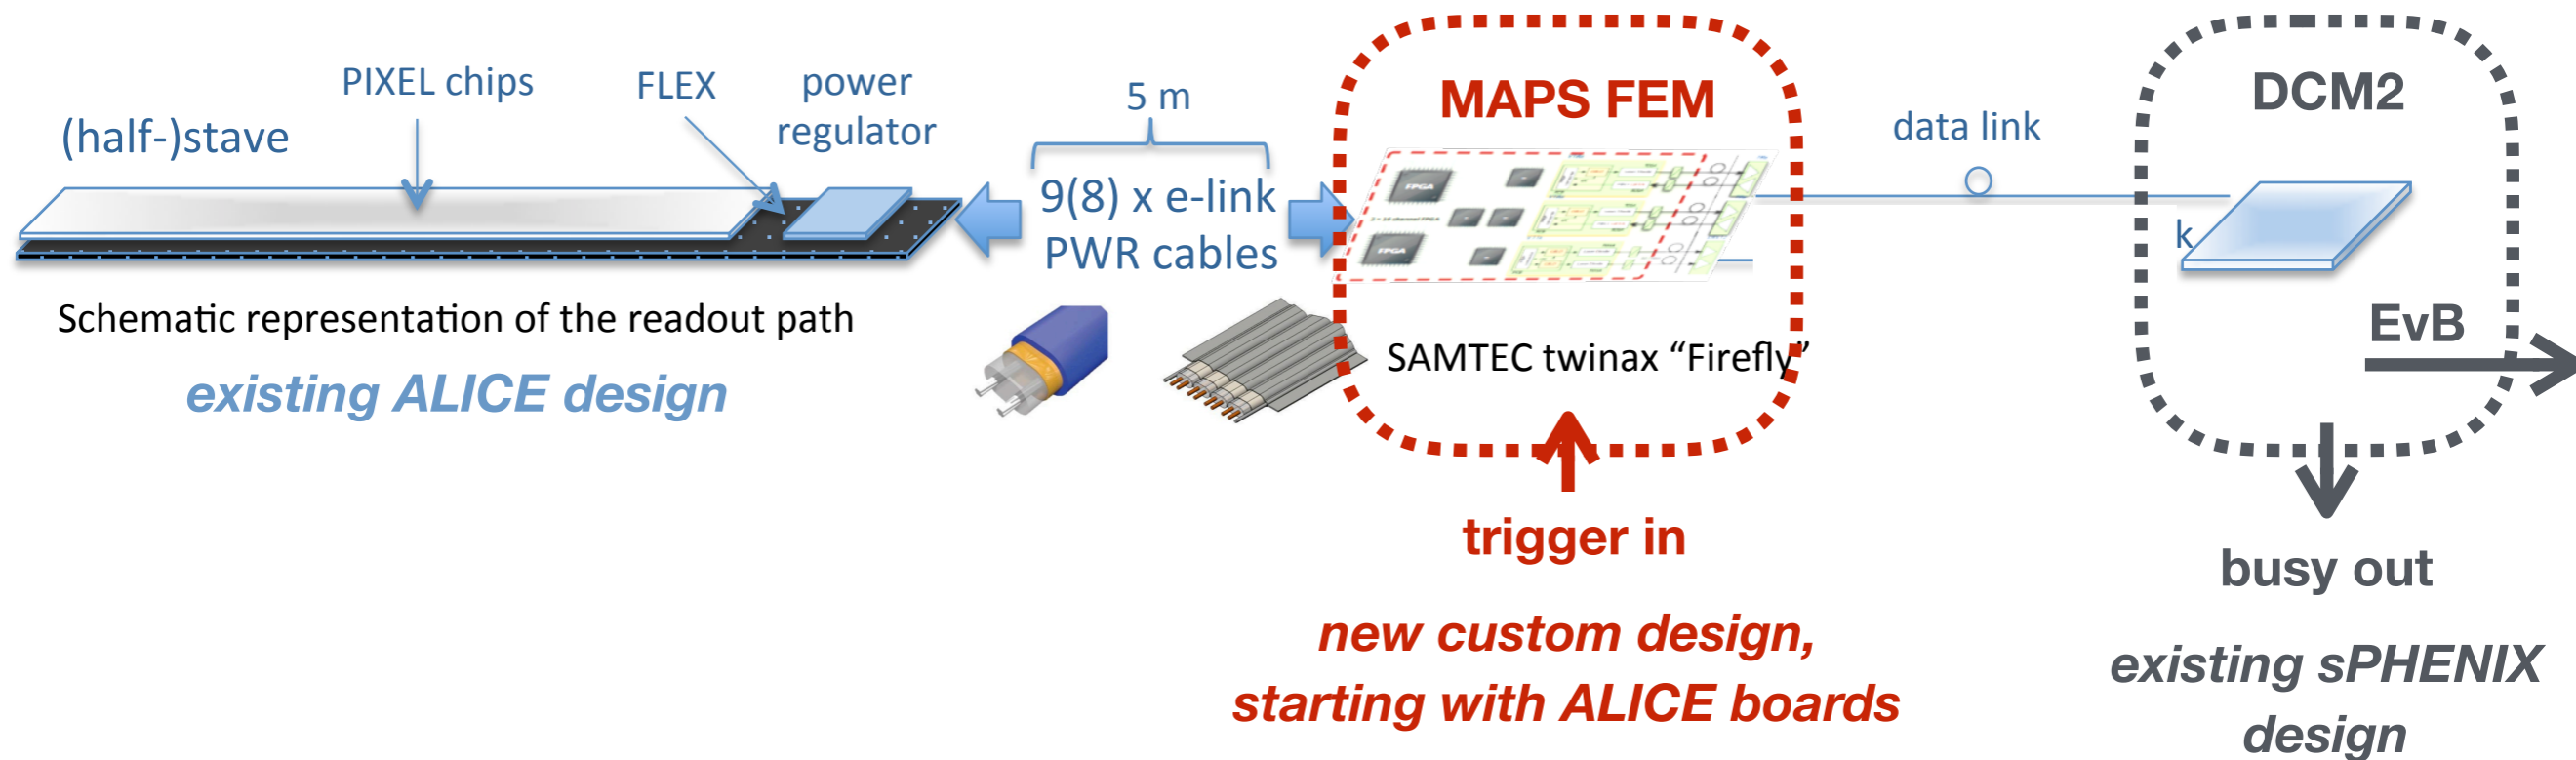 PIXEL chips
FLEX
power
regulator
(half-)stave
5 m
9(8) x e-link
PWR cables
Schematic representation of the readout path
existing ALICE design
MAPS FEM
FPGA
FPGA
SAMTEC twinax “Firefly”
trigger in
new custom design,
starting with ALICE boards
data link
DCM2
k
EvB
busy out
existing sPHENIX
design